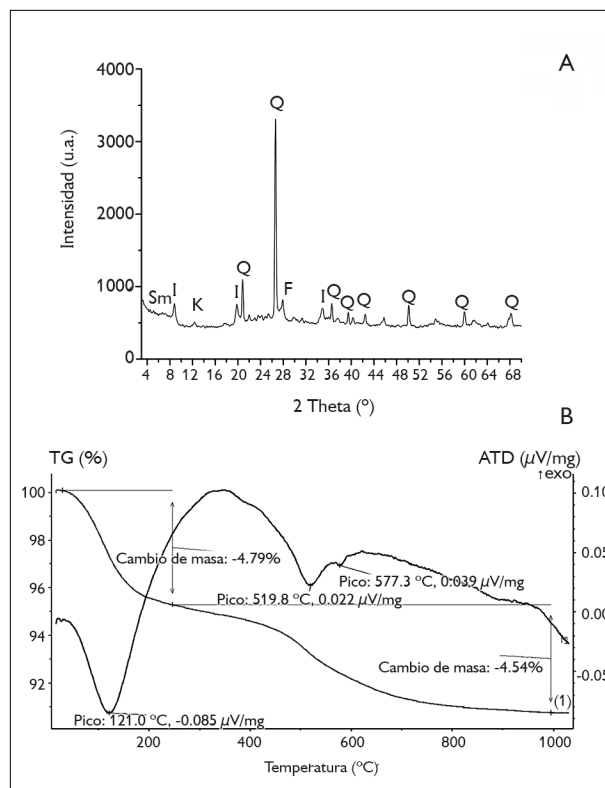 A
Intensidad (u.a.)
4000
3000
2000
1000
0
Sm
I
K
I
Q
Q
F
I
Q
Q
Q
Q
Q
Q
4 8 12 16 20 24 28 32 36 40 44 48 52 56 60 64 68
2 Theta (°)
B
TG (%)
ATD (µV/mg)
↑exo
100
98
96
94
92
0.10
0.05
0.00
-0.05
Cambio de masa: -4.79%
Pico: 577.3 °C, 0.039 µV/mg
Pico: 519.8 °C, 0.022 µV/mg
Cambio de masa: -4.54%
(1)
Pico: 121.0 °C, -0.085 µV/mg
200 400 600 800 1000
Temperatura (°C)